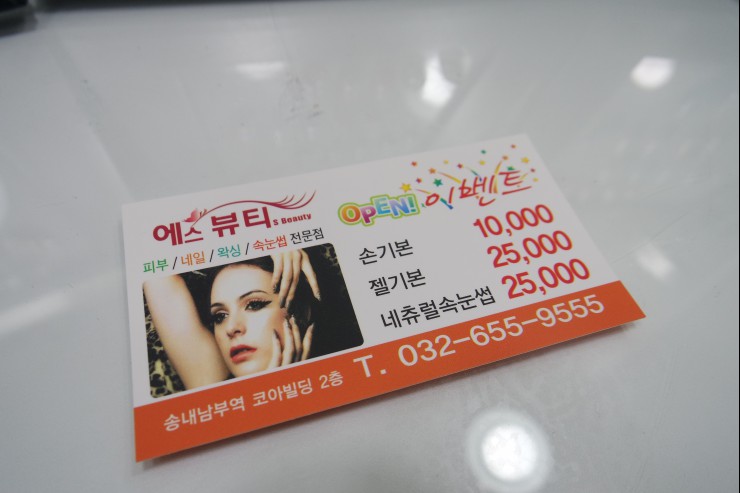 에스 뷰티 S Beauty
피부 / 네일 / 왁싱 / 속눈썹 전문점
OPEN! 이벤트
손기본 10,000
젤기본 25,000
네츄럴속눈썹 25,000
송내남부역 코아빌딩 2층 T. 032-655-9555